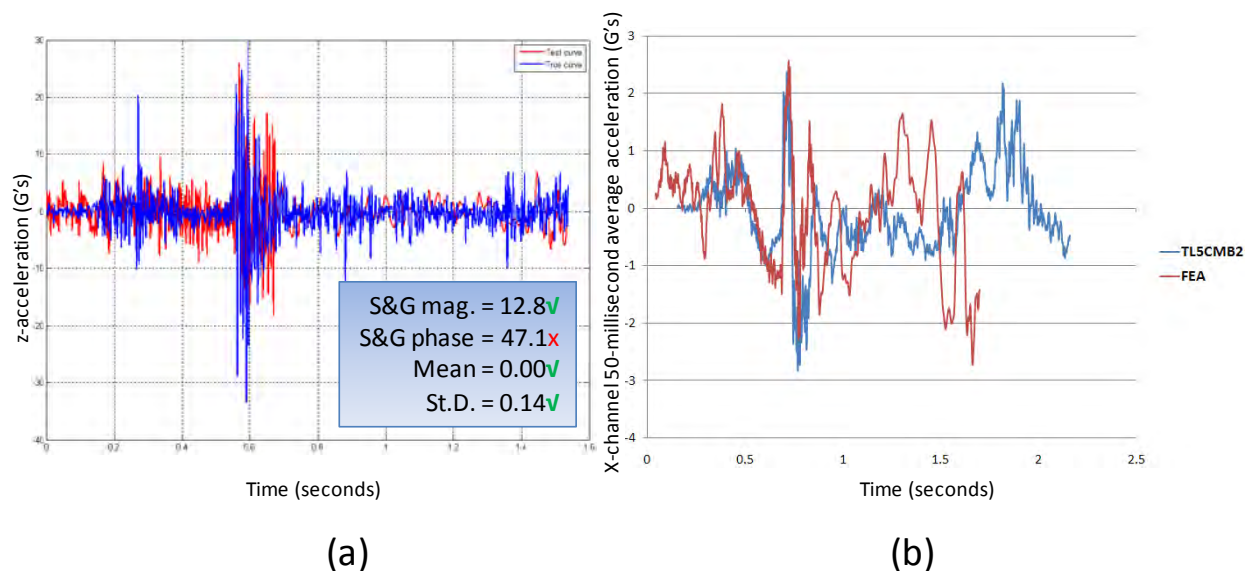 30
20
10
0
-10
-20
-30
-40
0
0.2
0.4
0.6
0.8
1
1.2
1.4
1.6
z-acceleration (G's)
Time (seconds)
Test curve
True curve
S&G mag. = 12.8√
S&G phase = 47.1x
Mean = 0.00√
St.D. = 0.14√
(a)
3
2
1
0
-1
-2
-3
-4
0
0.5
1
1.5
2
2.5
X-channel 50-millisecond average acceleration (G's)
Time (seconds)
TL5CMB2
FEA
(b)